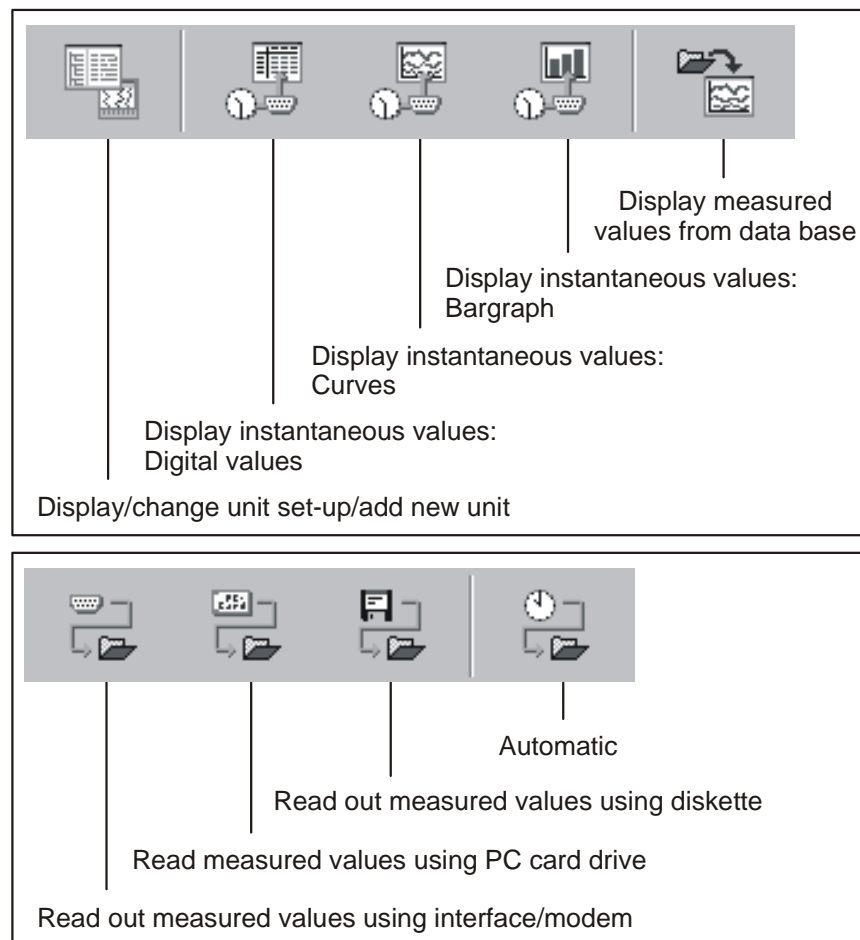 Display measured
values from data base
Display instantaneous values:
Bargraph
Display instantaneous values:
Curves
Display instantaneous values:
Digital values
Display/change unit set-up/add new unit
Automatic
Read out measured values using diskette
Read measured values using PC card drive
Read out measured values using interface/modem